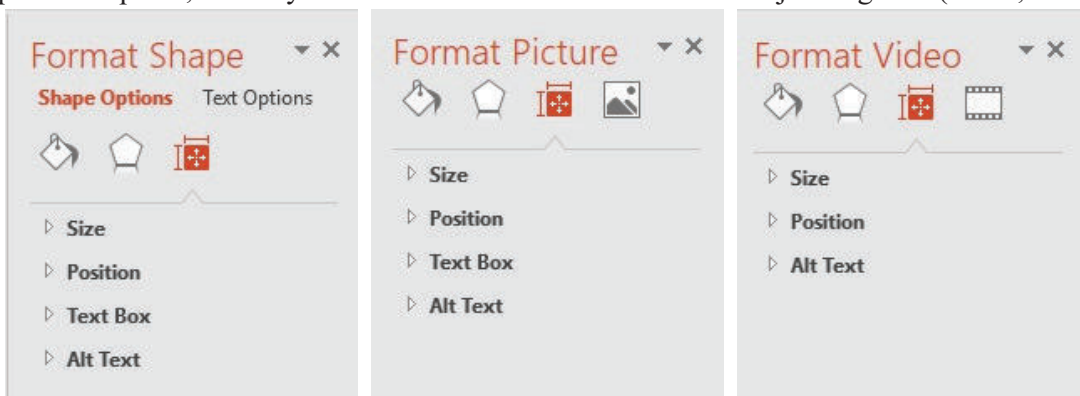 Format Shape
Shape Options Text Options
Size
Position
Text Box
Alt Text
Format Picture
Size
Position
Text Box
Alt Text
Format Video
Size
Position
Alt Text